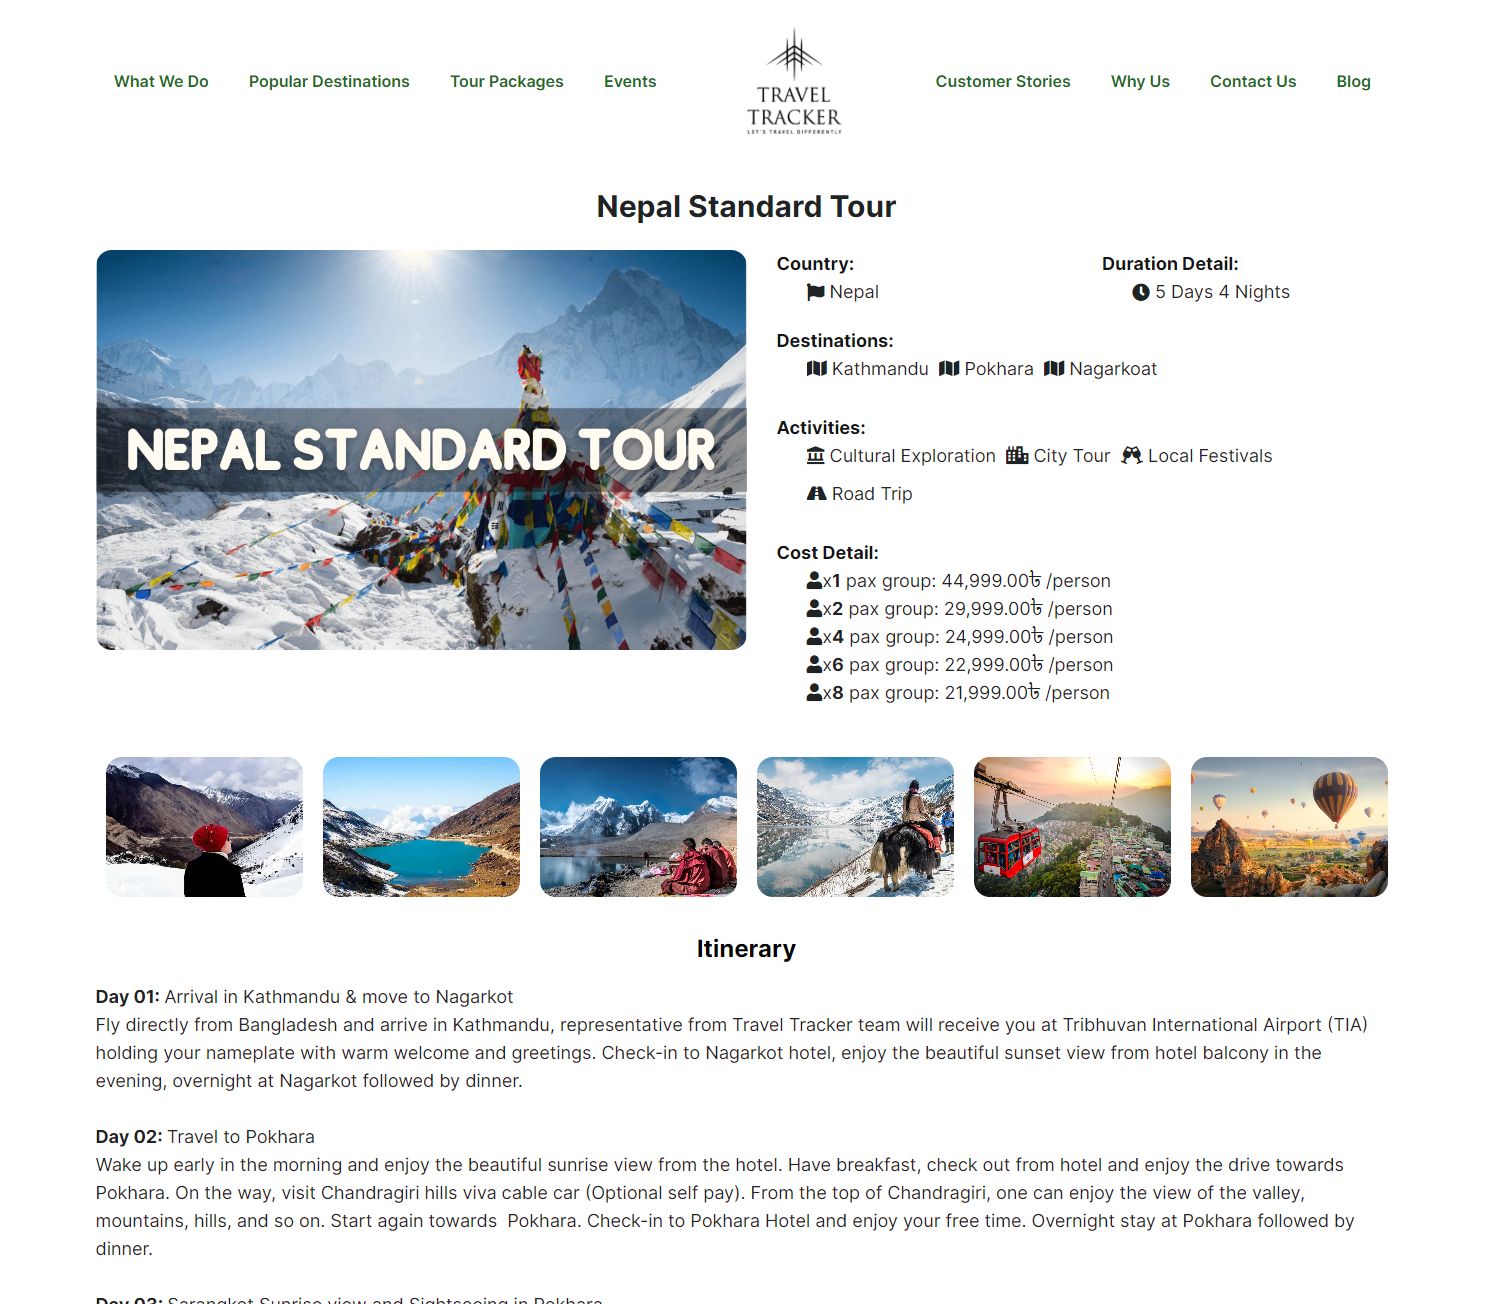 What We Do
Popular Destinations
Tour Packages
Events
TRAVEL
TRACKER
LET'S TRAVEL DIFFERENTLY
Customer Stories
Why Us
Contact Us
Blog
Nepal Standard Tour
NEPAL STANDARD TOUR
Country:
Nepal
Duration Detail:
5 Days 4 Nights
Destinations:
Kathmandu Pokhara Nagarkoat
Activities:
Cultural Exploration City Tour Local Festivals
Road Trip
Cost Detail:
x1 pax group: 44,999.00৳ /person
x2 pax group: 29,999.00৳ /person
x4 pax group: 24,999.00৳ /person
x6 pax group: 22,999.00৳ /person
x8 pax group: 21,999.00৳ /person
Itinerary
Day 01: Arrival in Kathmandu & move to Nagarkot
Fly directly from Bangladesh and arrive in Kathmandu, representative from Travel Tracker team will receive you at Tribhuvan International Airport (TIA)
holding your nameplate with warm welcome and greetings. Check-in to Nagarkot hotel, enjoy the beautiful sunset view from hotel balcony in the
evening, overnight at Nagarkot followed by dinner.
Day 02: Travel to Pokhara
Wake up early in the morning and enjoy the beautiful sunrise view from the hotel. Have breakfast, check out from hotel and enjoy the drive towards
Pokhara. On the way, visit Chandragiri hills viva cable car (Optional self pay). From the top of Chandragiri, one can enjoy the view of the valley,
mountains, hills, and so on. Start again towards  Pokhara. Check-in to Pokhara Hotel and enjoy your free time. Overnight stay at Pokhara followed by
dinner.
Day 03: Sarangkot Sunrise view and Sightseeing in Pokhara